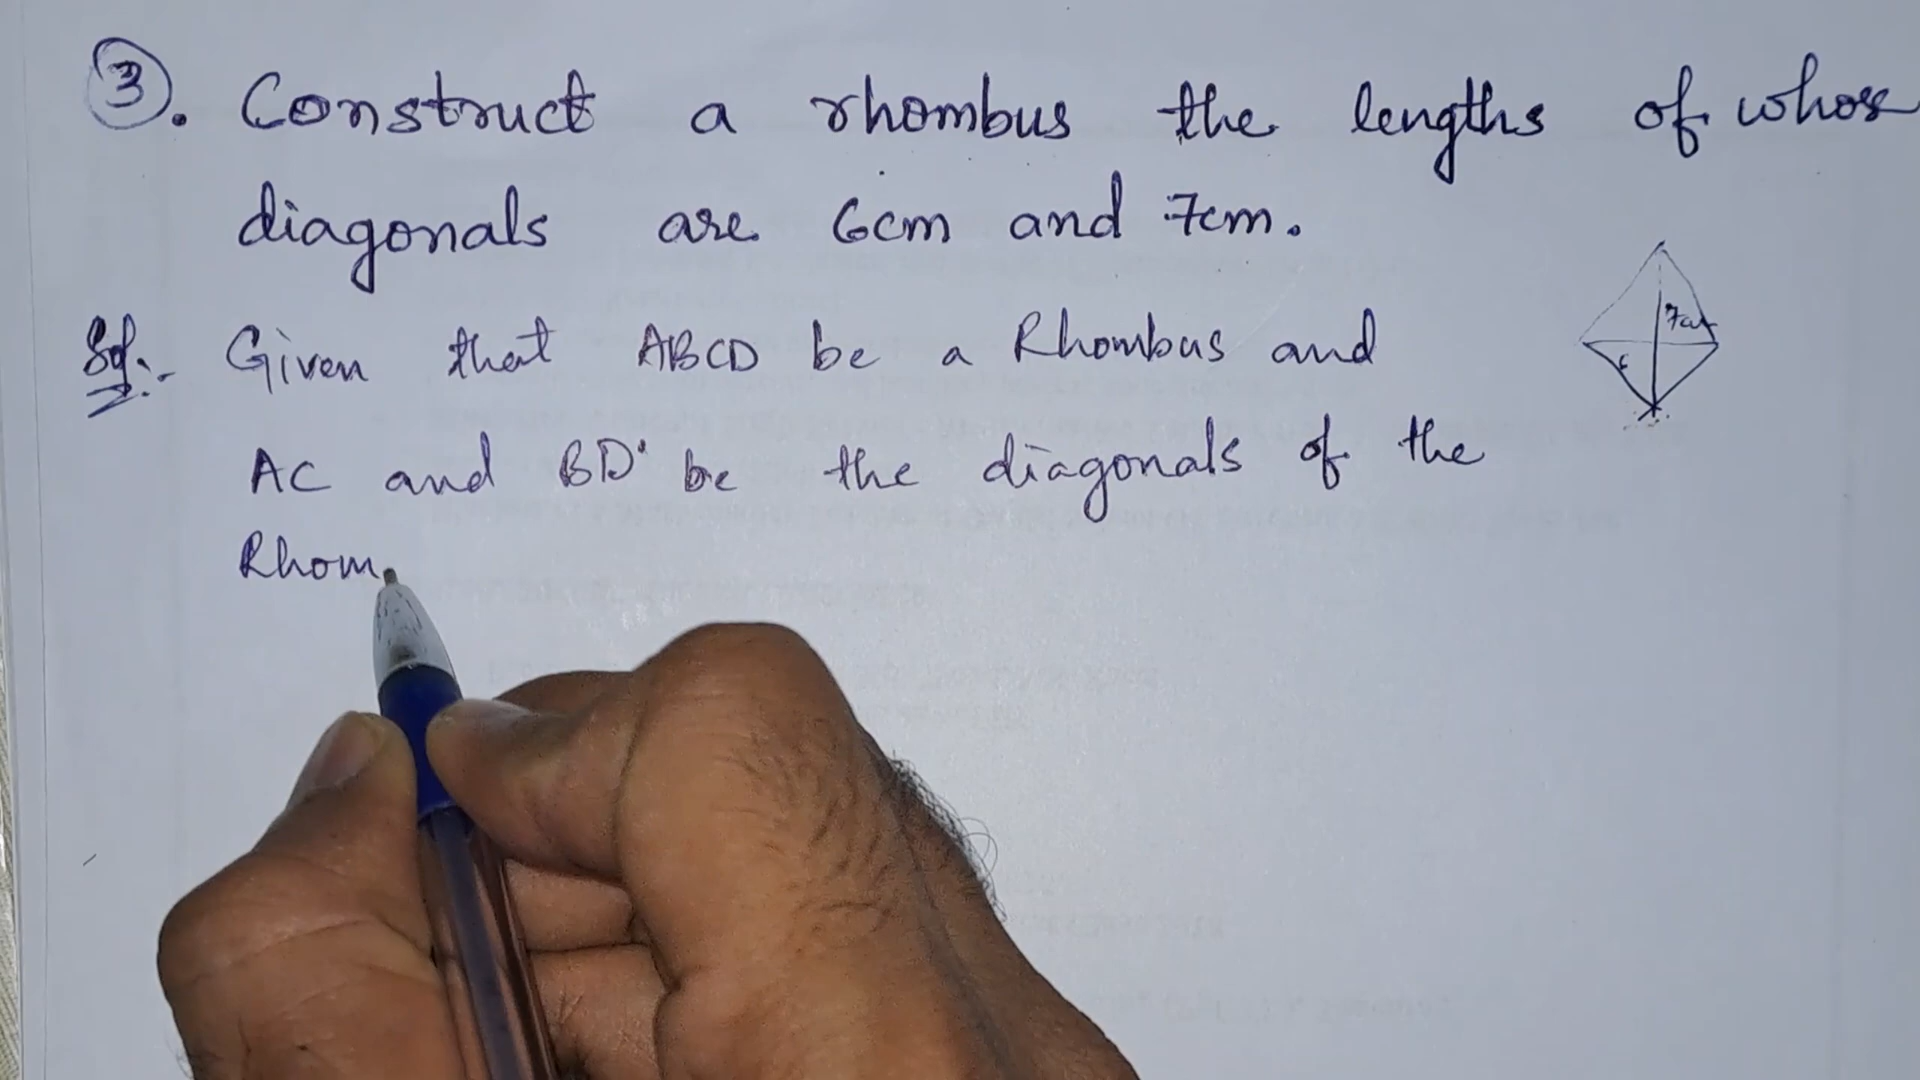 3. Construct a rhombus the lengths of whose
diagonals are 6cm and 7cm.
7cm
6
Sol:- Given that ABCD be a Rhombus and
AC and BD be the diagonals of the
Rhom